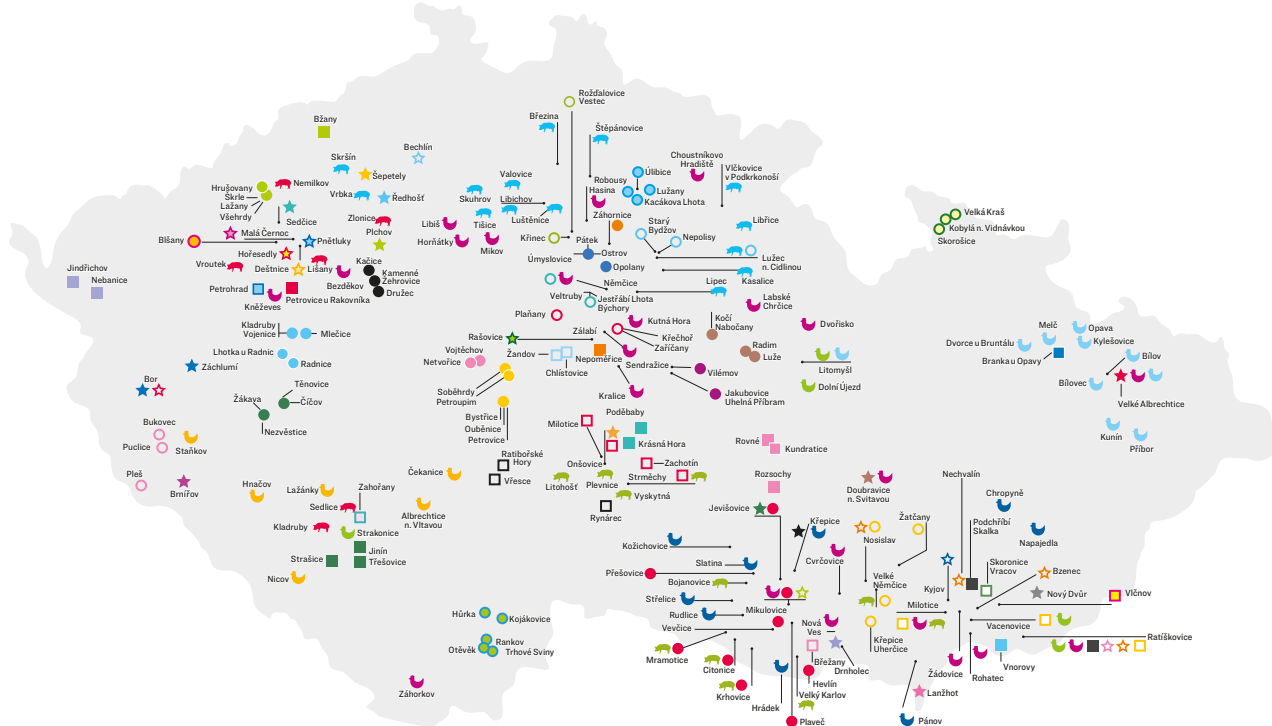 Rožďalovice
Vestec
Březina
Štěpánovice
Bžany
Bechlín
Choustníkovo
Hradiště
Skršín
Šepetely
Valovice
Robousy
Úlibice
Vlčkovice
v Podkrkonoší
Hrušovany
Škrle
Lažany
Všehrdy
Nemilkov
Vrbka
Ředhošť
Skuhrov
Libichov
Hasina
Lužany
Kacákova Lhota
Velká Kraš
Sedčice
Zlonice
Libiš
Tišice
Luštěnice
Záhornice
Starý
Bydžov
Libřice
Kobylá n. Vidnávkou
Malá Černoc
Plchov
Skorošice
Blšany
Pnětluky
Horňátky
Mikov
Křinec
Pátek
Nepolisy
Hořesedly
Úmyslovice
Ostrov
Lužec
n. Cidlinou
Vroutek
Deštnice
Lišany
Kačice
Opolany
Jindřichov
Nebanice
Kamenné
Žehrovice
Kasalice
Petrohrad
Bezděkov
Družec
Němčice
Lipec
Kněževes
Petrovice u Rakovníka
Veltruby
Jestřábí Lhota
Býchory
Labské
Chrčice
Plaňany
Kutná Hora
Kočí
Nabočany
Dvořisko
Melč
Opava
Kladruby
Vojenice
Mlečice
Rašovice
Zálabí
Křečhoř
Zaříčany
Dvorce u Bruntálu
Kylešovice
Lhotka u Radnic
Vojtěchov
Netvořice
Žandov
Nepoměřice
Radim
Luže
Branka u Opavy
Bílov
Záchlumí
Radnice
Chlístovice
Sendražice
Vilémov
Litomyšl
Bor
Těnovice
Soběhrdy
Petroupim
Kralice
Jakubovice
Uhelná Příbram
Dolní Újezd
Bílovec
Žákava
Číčov
Velké Albrechtice
Bystřice
Ouběnice
Petrovice
Poděbaby
Bukovec
Nezvěstice
Milotice
Kunín
Puclice
Staňkov
Krásná Hora
Rovné
Kundratice
Příbor
Ratibořské
Hory
Onšovice
Zachotín
Pleš
Čekanice
Vřesce
Litohošť
Plevnice
Strměchy
Rozsochy
Nechvalín
Brnířov
Hnačov
Lažánky
Zahořany
Vyskytná
Doubravice
n. Svitavou
Chropyně
Sedlice
Albrechtice
n. Vltavou
Rynárec
Jevišovice
Křepice
Žatčany
Podchřibí
Skalka
Kladruby
Strakonice
Nosislav
Napajedla
Kožichovice
Jinín
Třešovice
Cvrčovice
Skoronice
Vracov
Strašice
Slatina
Bzenec
Nicov
Přešovice
Bojanovice
Velké
Němčice
Kyjov
Nový Dvůr
Vlčnov
Střelice
Hůrka
Kojákovice
Rudlice
Mikulovice
Milotice
Vevčice
Nová
Ves
Vacenovice
Ratíškovice
Rankov
Otěvěk
Trhové Sviny
Křepice
Uherčice
Mramotice
Citonice
Břežany
Drnholec
Vnorovy
Žádovice
Rohatec
Záhorkov
Krhovice
Hevlín
Velký Karlov
Lanžhot
Hrádek
Plaveč
Pánov